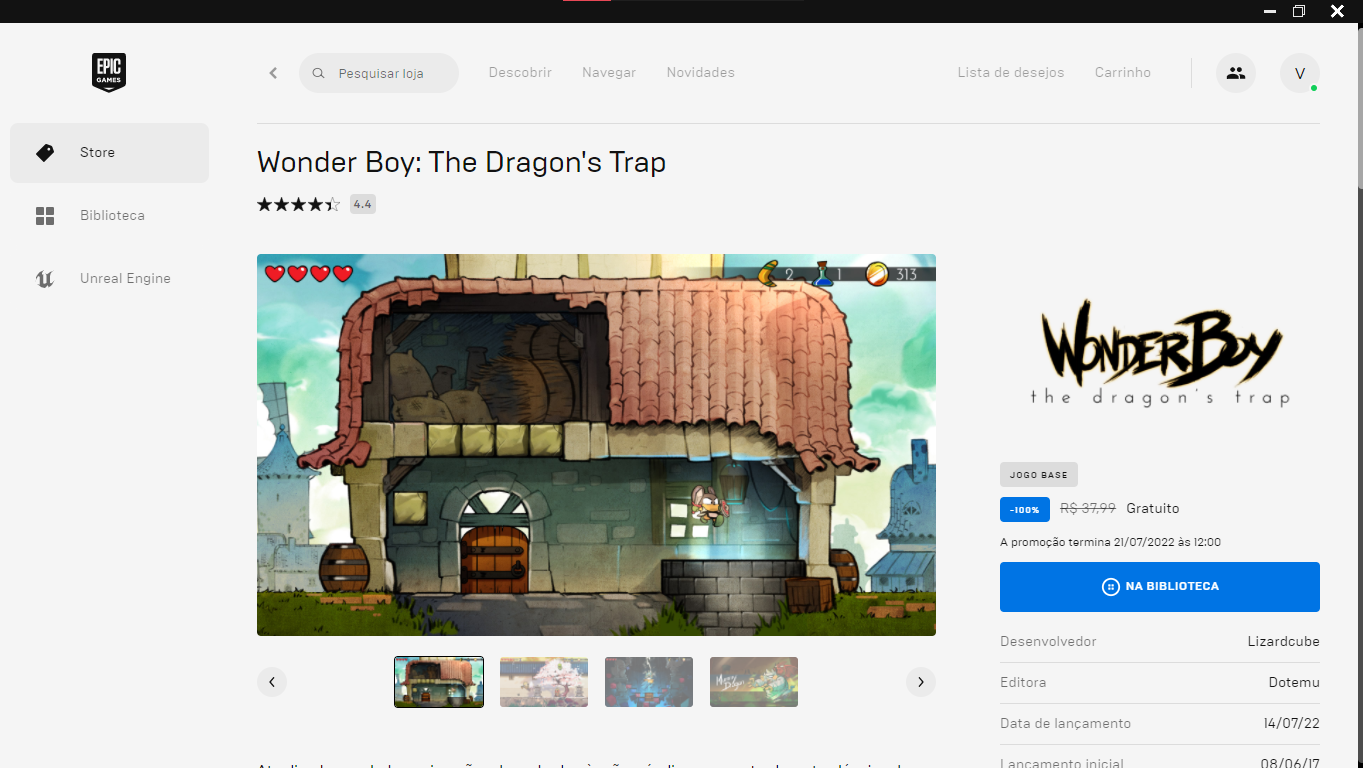 EPIC
GAMES
Pesquisar loja
Descobrir
Navegar
Novidades
Lista de desejos
Carrinho
V
Store
Biblioteca
Unreal Engine
Wonder Boy: The Dragon's Trap
4.4
2
1
313
WONDER BOY
the dragon's trap
JOGO BASE
-100% R$ 37,99 Gratuito
A promoção termina 21/07/2022 às 12:00
NA BIBLIOTECA
Desenvolvedor Lizardcube
Editora Dotemu
Data de lançamento 14/07/22
Lançamento inicial 08/06/17